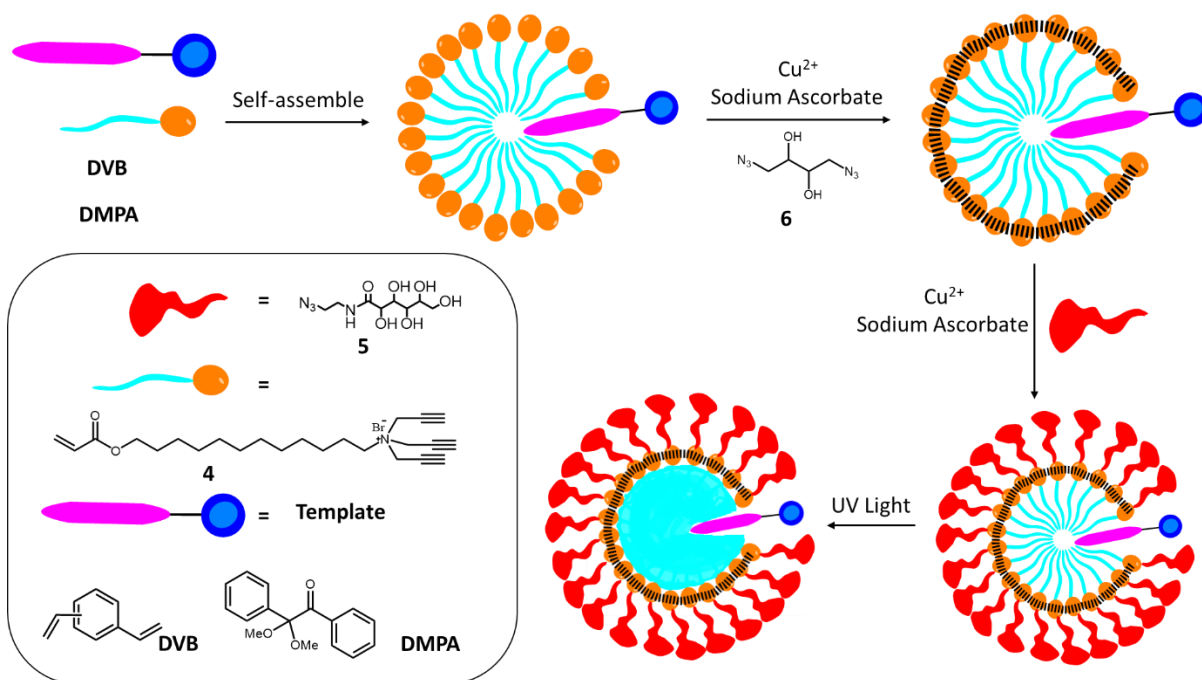 Self-assemble
DVB
DMPA
Cu2+
Sodium Ascorbate
OH
N3
N3
OH
6
=
N3
N
H
O
OH
OH
OH
OH
OH
5
=
O
O
Br-
N
+
4
=
Template
DVB
O
MeO
OMe
DMPA
Cu2+
Sodium Ascorbate
UV Light